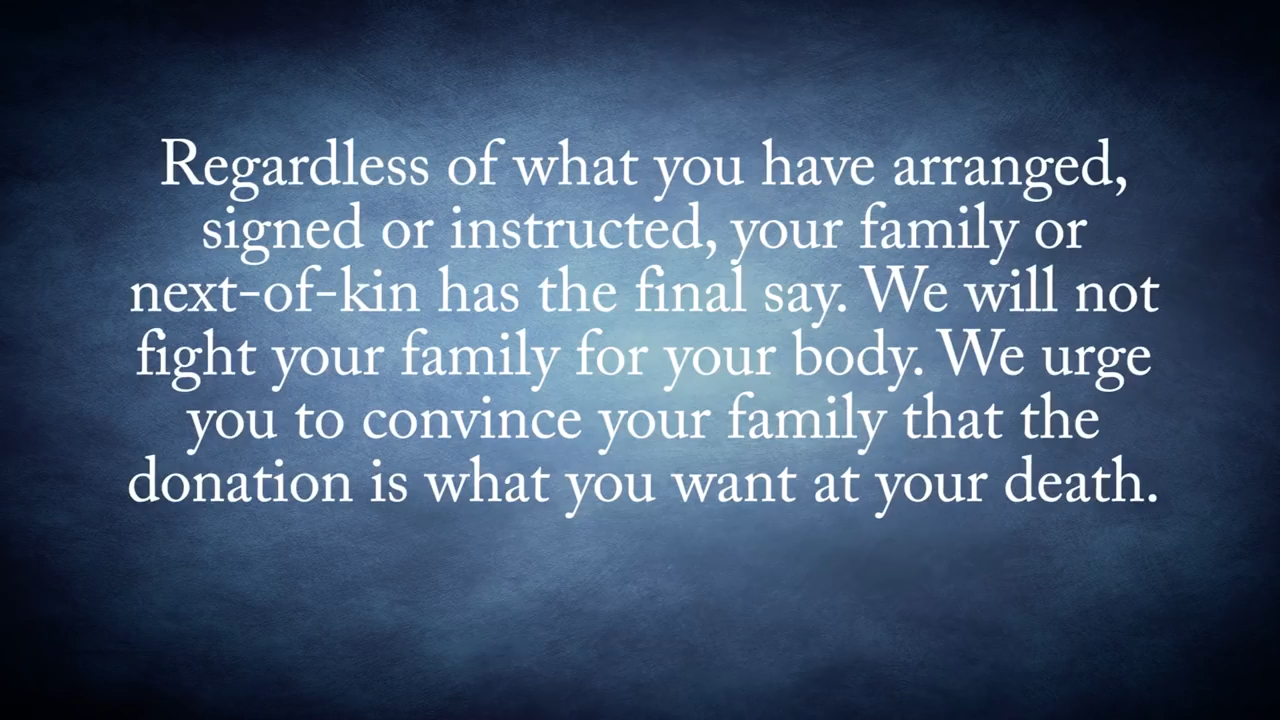 Regardless of what you have arranged,
signed or instructed, your family or
next-of-kin has the final say. We will not
fight your family for your body. We urge
you to convince your family that the
donation is what you want at your death.